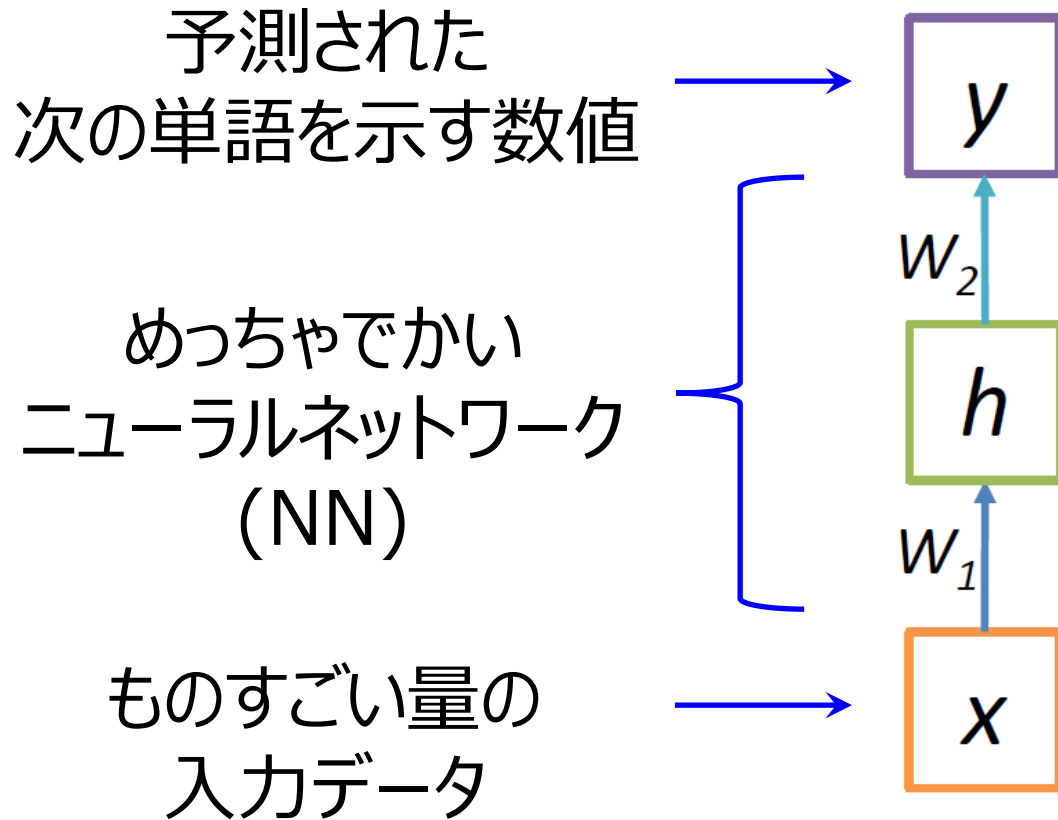 予測された
次の単語を示す数値
y
W2
めっちゃでかい
ニューラルネットワーク
(NN)
h
W1
ものすごい量の
入力データ
x